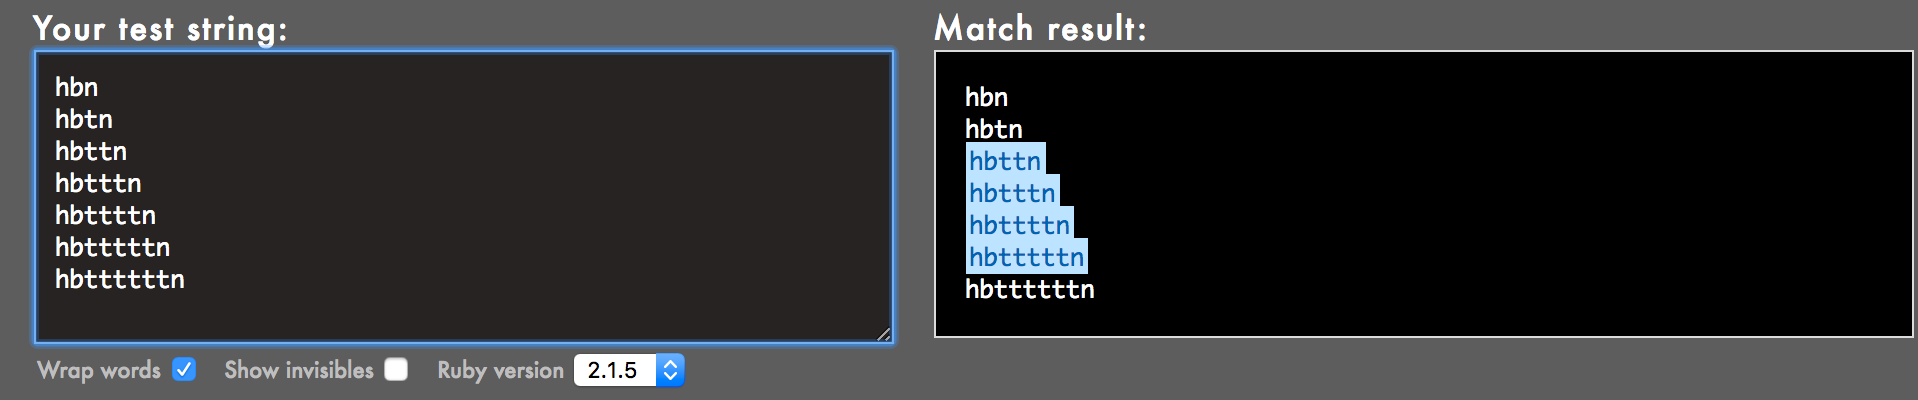 Your test string:
hbn
hbtn
hbttn
hbtttn
hbttttn
hbtttttn
hbttttttn
Wrap words Show invisibles Ruby version 2.1.5
Match result:
hbn
hbtn
hbttn
hbtttn
hbttttn
hbtttttn
hbttttttn